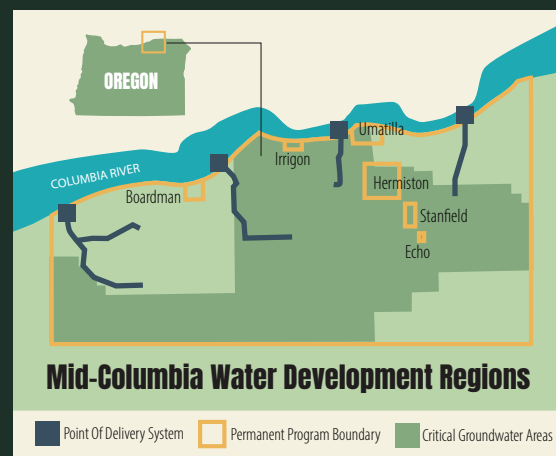 OREGON
COLUMBIA RIVER
Umatilla
Irrigon
Hermiston
Boardman
Stanfield
Echo
Mid-Columbia Water Development Regions
Point Of Delivery System
Permanent Program Boundary
Critical Groundwater Areas